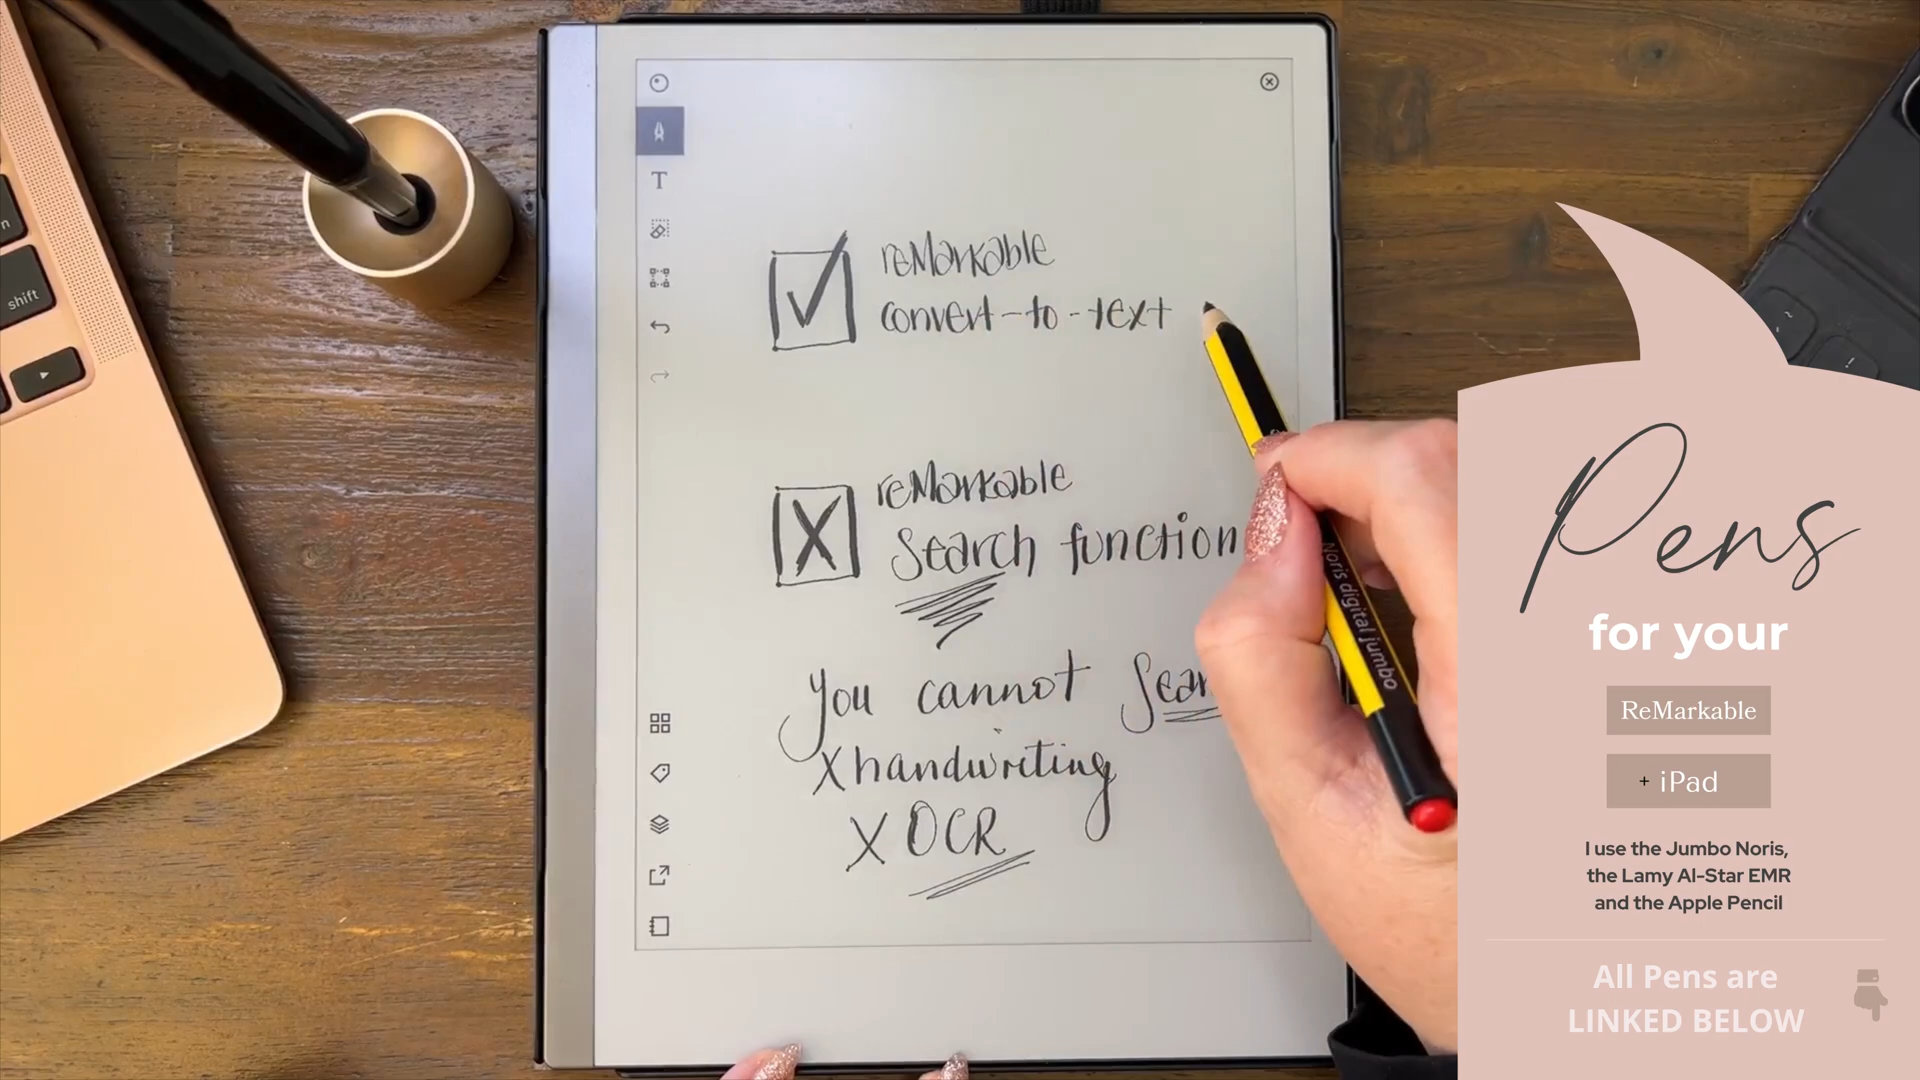 reMarkable
convert-to-text
reMarkable
Search function
you cannot
X handwriting
X OCR
T
n
shift
Noris digital jumbo
Pens
for your
ReMarkable
+ iPad
I use the Jumbo Noris,
the Lamy Al-Star EMR
and the Apple Pencil
All Pens are
LINKED BELOW